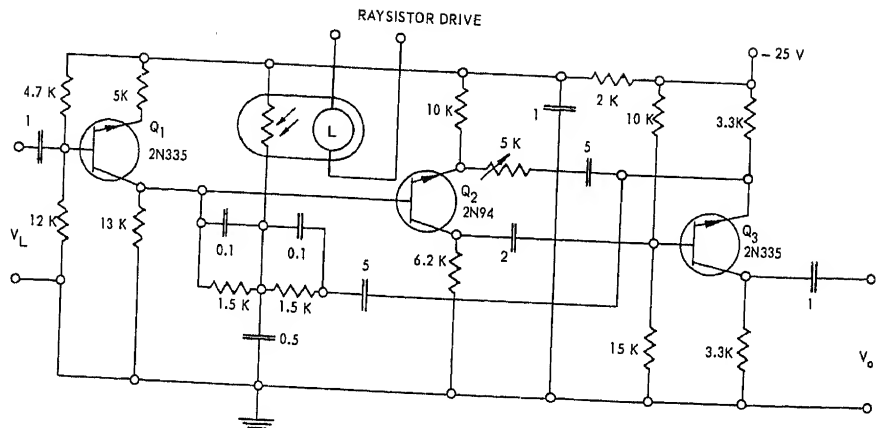 RAYSISTOR DRIVE
- 25 V
4.7 K
5K
2 K
1
Q1
2N335
L
10 K
1
10 K
3.3K
5 K
5
Q2
2N94
Q3
2N335
12 K
13 K
0.1
0.1
6.2 K
2
VL
1.5 K
1.5 K
5
1
0.5
15 K
3.3K
Vo